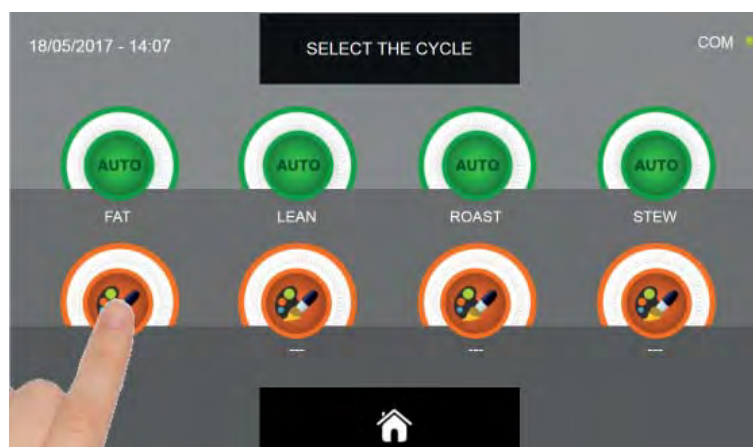 18/05/2017 - 14:07 SELECT THE CYCLE COM
AUTO AUTO AUTO AUTO
FAT LEAN ROAST STEW
--- --- ---